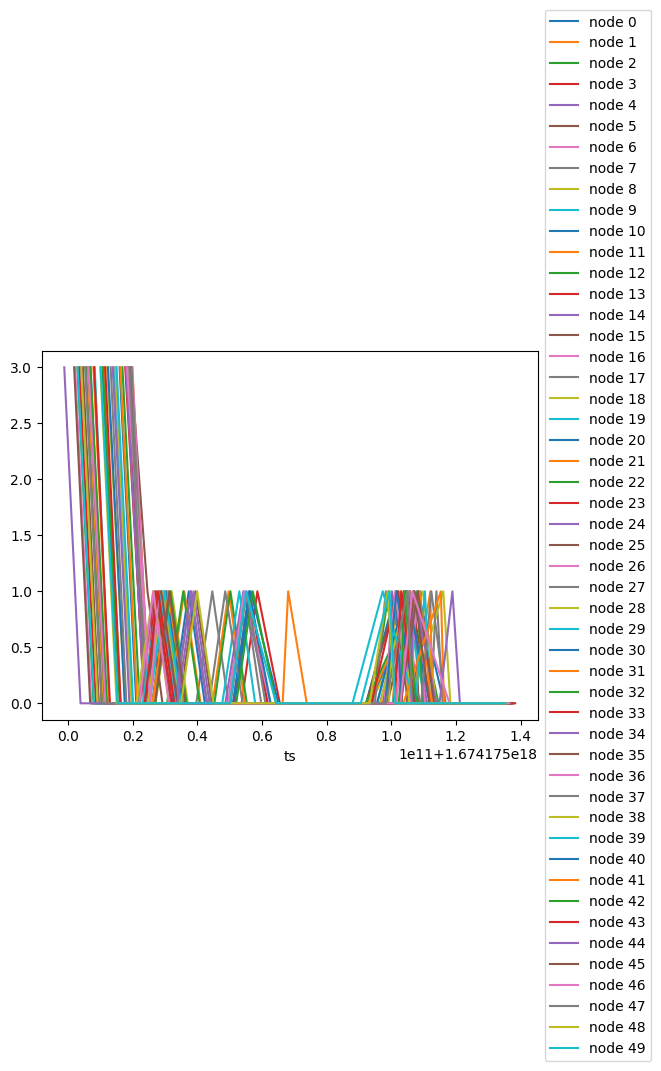 3.0
2.5
2.0
1.5
1.0
0.5
0.0
0.0 0.2 0.4 0.6 0.8 1.0 1.2 1.4
ts
1e11+1.674175e18
node 0
node 1
node 2
node 3
node 4
node 5
node 6
node 7
node 8
node 9
node 10
node 11
node 12
node 13
node 14
node 15
node 16
node 17
node 18
node 19
node 20
node 21
node 22
node 23
node 24
node 25
node 26
node 27
node 28
node 29
node 30
node 31
node 32
node 33
node 34
node 35
node 36
node 37
node 38
node 39
node 40
node 41
node 42
node 43
node 44
node 45
node 46
node 47
node 48
node 49